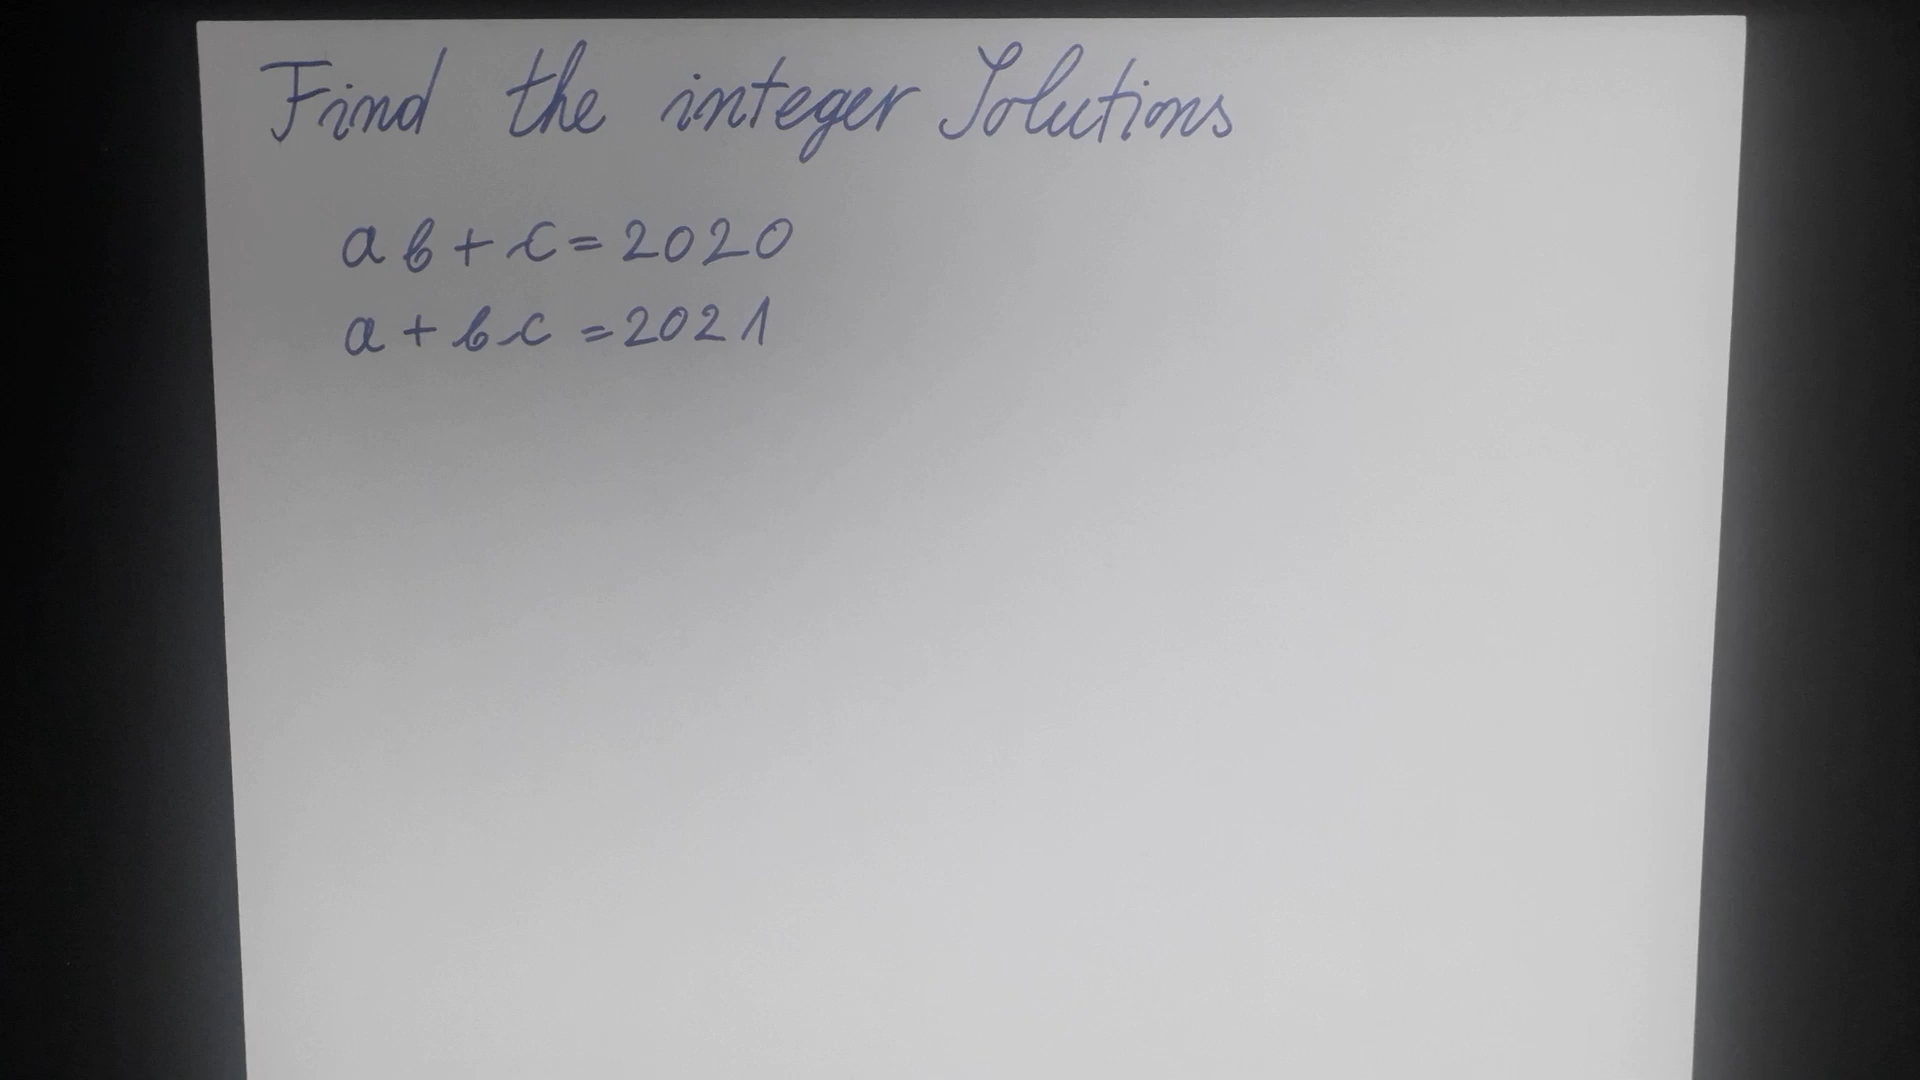 Find the integer Solutions
ab+c=2020
a+bc=2021